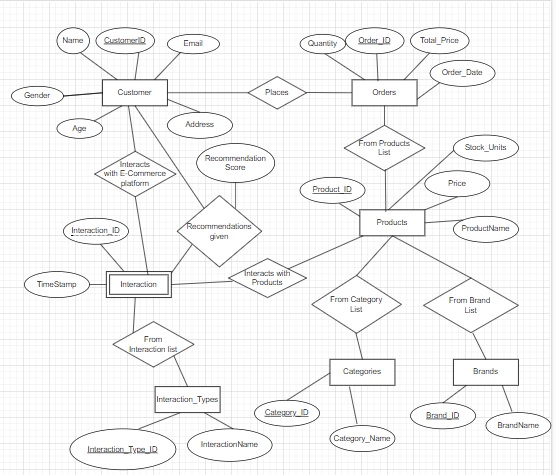 Name
CustomerID
Email
Quantity
Order_ID
Total_Price
Order_Date
Gender
Customer
Places
Orders
Age
Address
From Products
List
Stock_Units
Interacts
with E-Commerce
platform
Recommendation
Score
Product_ID
Price
Interaction_ID
Recommendations
given
Products
ProductName
TimeStamp
Interaction
Interacts with
Products
From Category
List
From Brand
List
From
Interaction list
Categories
Brands
Interaction_Types
Category_ID
Brand_ID
BrandName
Category_Name
Interaction_Type_ID
InteractionName